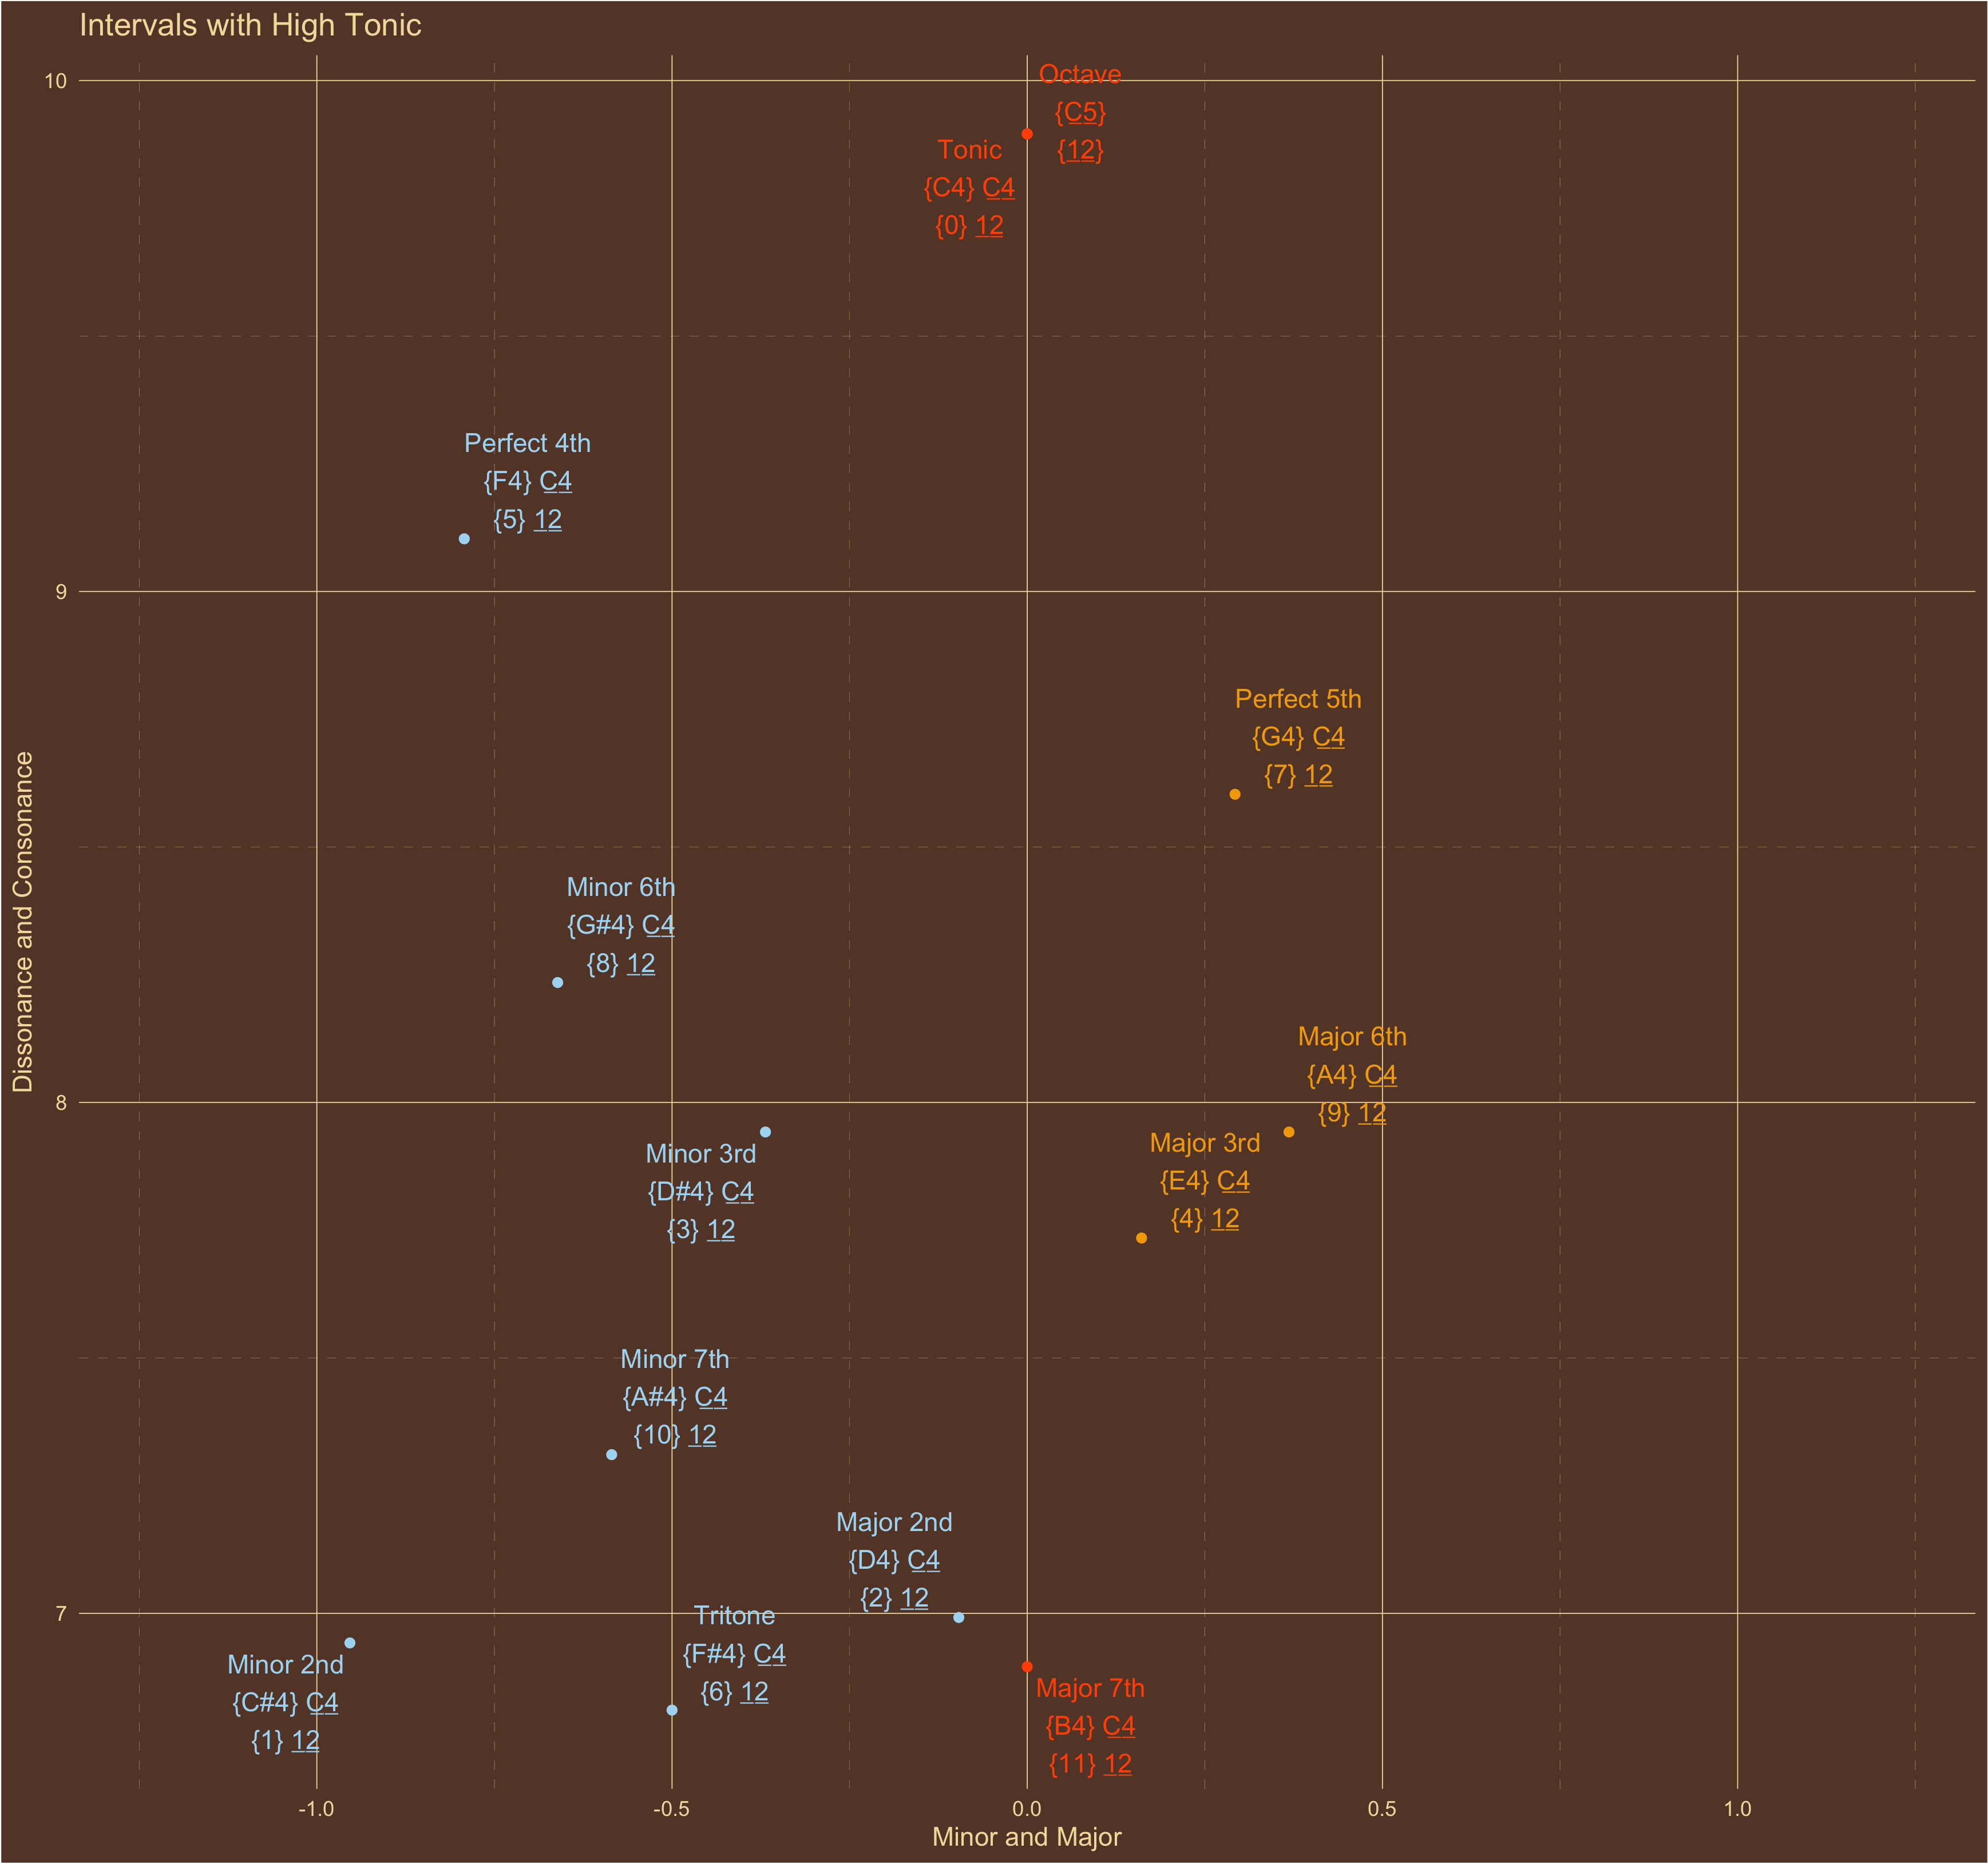 Intervals with High Tonic
10
Octave
{C5}
{12}
Tonic
{C4} C4
{0} 12
Perfect 4th
{F4} C4
{5} 12
9
Perfect 5th
{G4} C4
{7} 12
Minor 6th
{G#4} C4
{8} 12
Dissonance and Consonance
Major 6th
{A4} C4
{9} 12
8
Minor 3rd
{D#4} C4
{3} 12
Major 3rd
{E4} C4
{4} 12
Minor 7th
{A#4} C4
{10} 12
Major 2nd
{D4} C4
{2} 12
7
Tritone
{F#4} C4
{6} 12
Minor 2nd
{C#4} C4
{1} 12
Major 7th
{B4} C4
{11} 12
-1.0
-0.5
0.0
0.5
1.0
Minor and Major